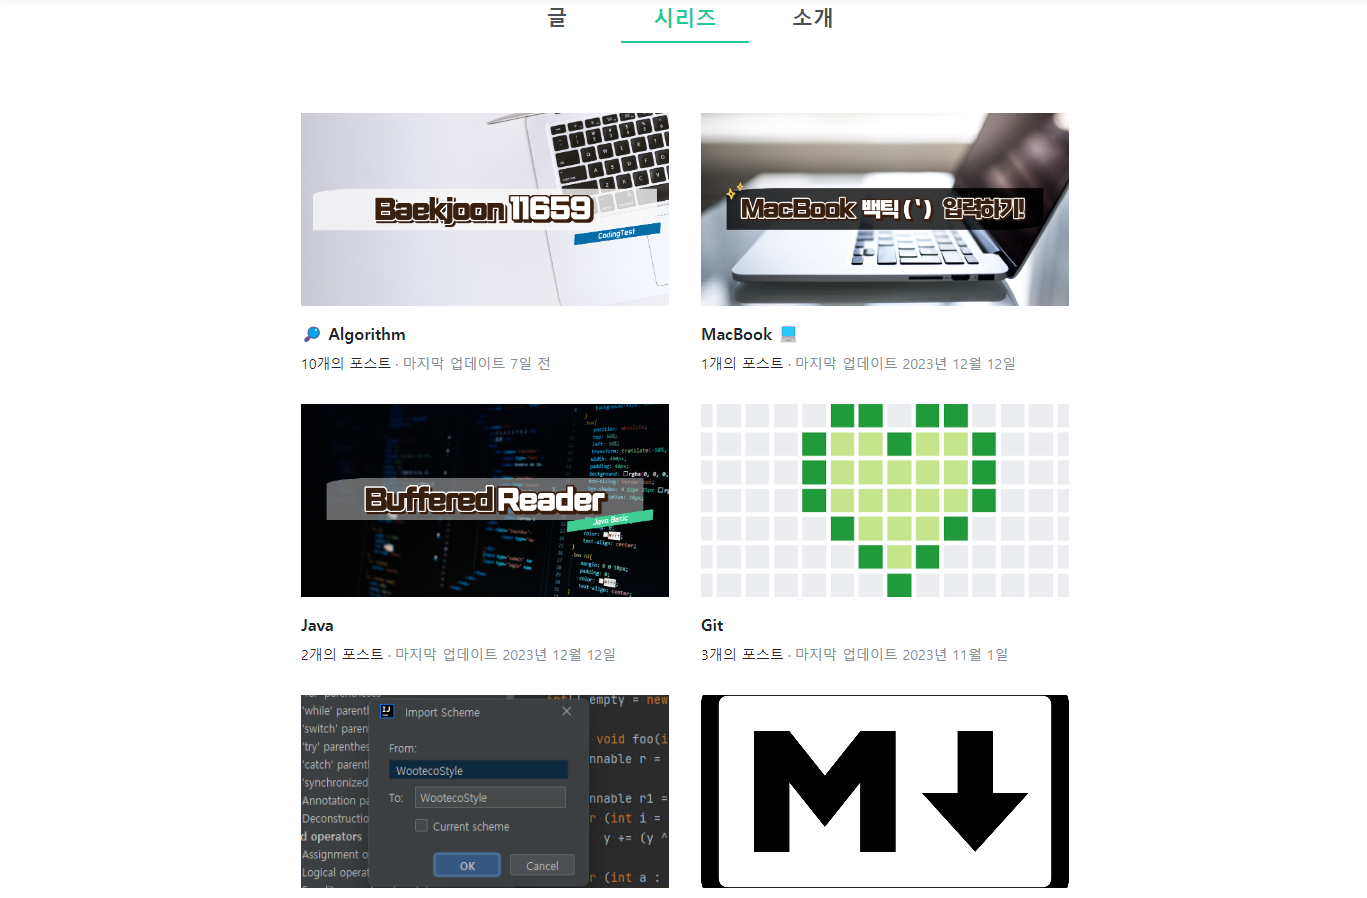 글 시리즈 소개
Baekjoon 11659
CodingTest
MacBook 백틱 (`) 입력하기!
Algorithm
10개의 포스트 · 마지막 업데이트 7일 전
MacBook
1개의 포스트 · 마지막 업데이트 2023년 12월 12일
Buffered Reader
Java Basic
Java
2개의 포스트 · 마지막 업데이트 2023년 12월 12일
Git
3개의 포스트 · 마지막 업데이트 2023년 11월 1일
'while' parent
'switch' paren
'try' parenthes
'catch' parent
'synchronized
Annotation pa
Deconstructio
d operators
Assignment o
Logical operat
Import Scheme
From:
WootecoStyle
To: WootecoStyle
Current scheme
OK Cancel
empty = new
void foo(i
nnable r =
nnable r1 =
r (int i =
y += (y ^
r (int a :
M